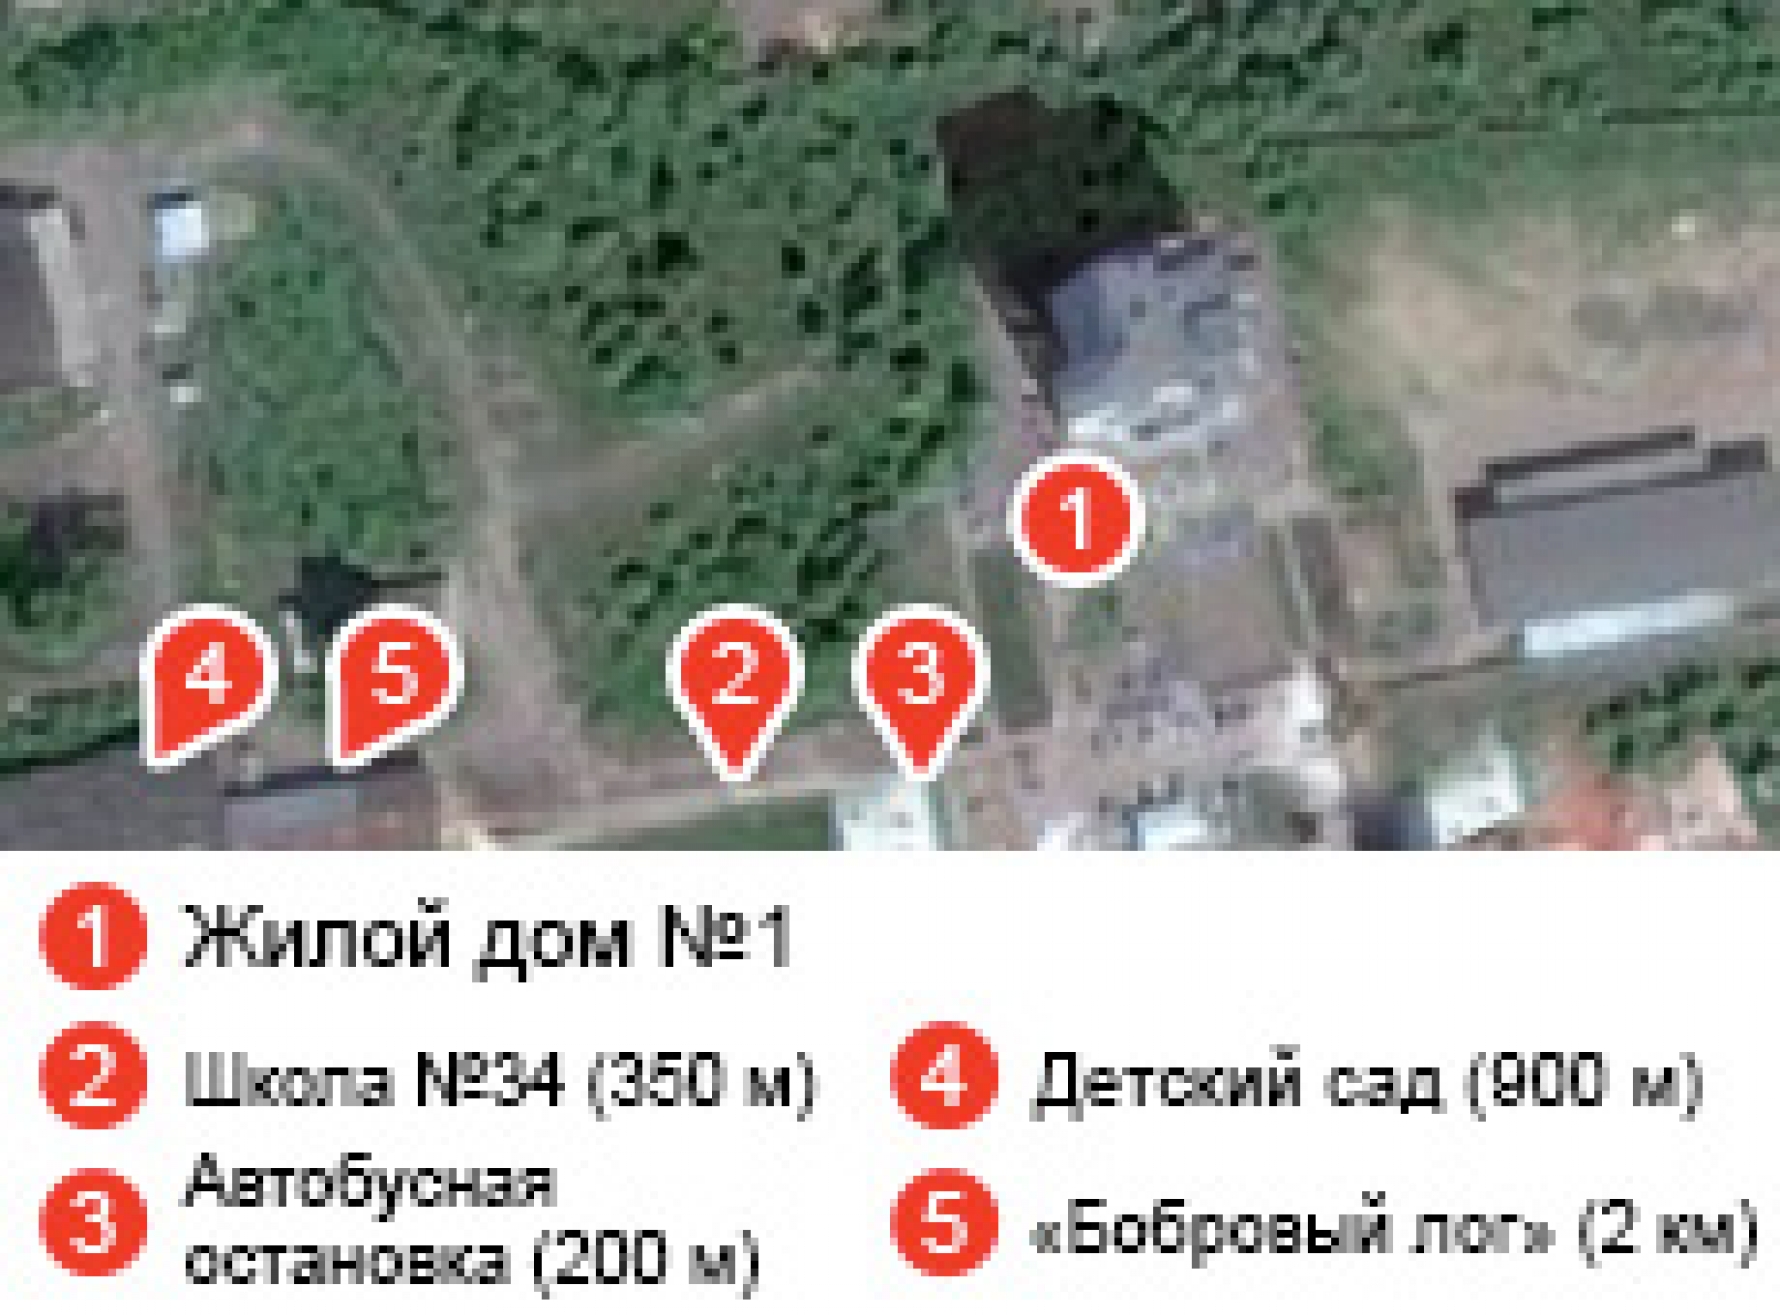 1
4 5 2 3
1 Жилой дом №1
2 Школа №34 (350 м)
3 Автобусная
остановка (200 м)
4 Детский сад (900 м)
5 «Бобровый лог» (2 км)